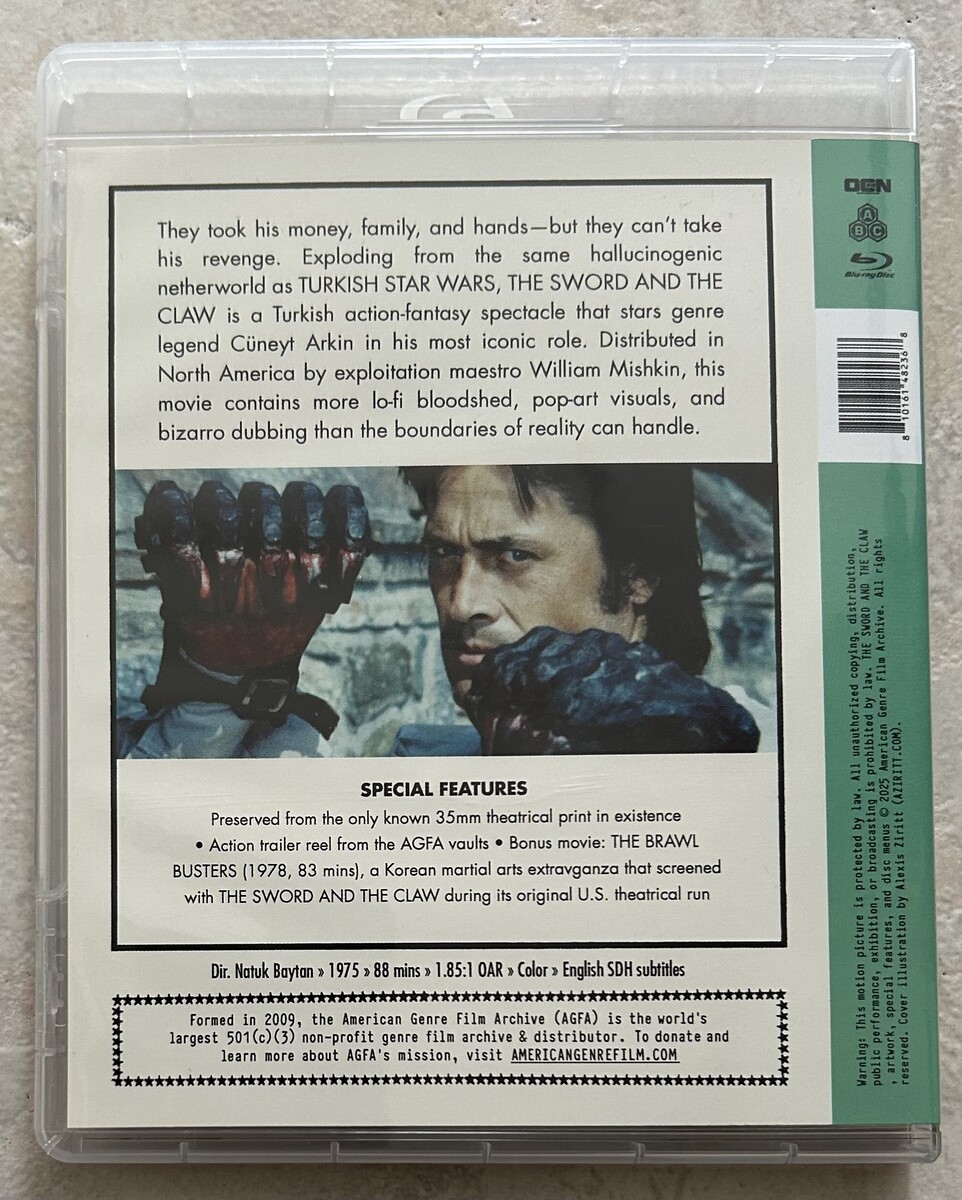 They took his money, family, and hands—but they can't take
his revenge. Exploding from the same hallucinogenic
netherworld as TURKISH STAR WARS, THE SWORD AND THE
CLAW is a Turkish action-fantasy spectacle that stars genre
legend Cüneyt Arkin in his most iconic role. Distributed in
North America by exploitation maestro William Mishkin, this
movie contains more lo-fi bloodshed, pop-art visuals, and
bizarro dubbing than the boundaries of reality can handle.
SPECIAL FEATURES
Preserved from the only known 35mm theatrical print in existence
• Action trailer reel from the AGFA vaults • Bonus movie: THE BRAWL
BUSTERS (1978, 83 mins), a Korean martial arts extravganza that screened
with THE SWORD AND THE CLAW during its original U.S. theatrical run
Dir. Natuk Baytan » 1975 » 88 mins » 1.85:1 OAR » Color » English SDH subtitles
Formed in 2009, the American Genre Film Archive (AGFA) is the world's
largest 501(c)(3) non-profit genre film archive & distributor. To donate and
learn more about AGFA's mission, visit AMERICANGENREFILM.COM
OCN
A
B C
Blu-ray Disc
8 10161 48236 8
Warning: This motion picture is protected by law. All unauthorized copying, distribution,
public performance, exhibition, or broadcasting is prohibited by law. THE SWORD AND THE CLAW
, artwork, special features, and disc menus © 2025 American Genre Film Archive. All rights
reserved. Cover illustration by Alexis Ziritt (AZIRITT.COM).